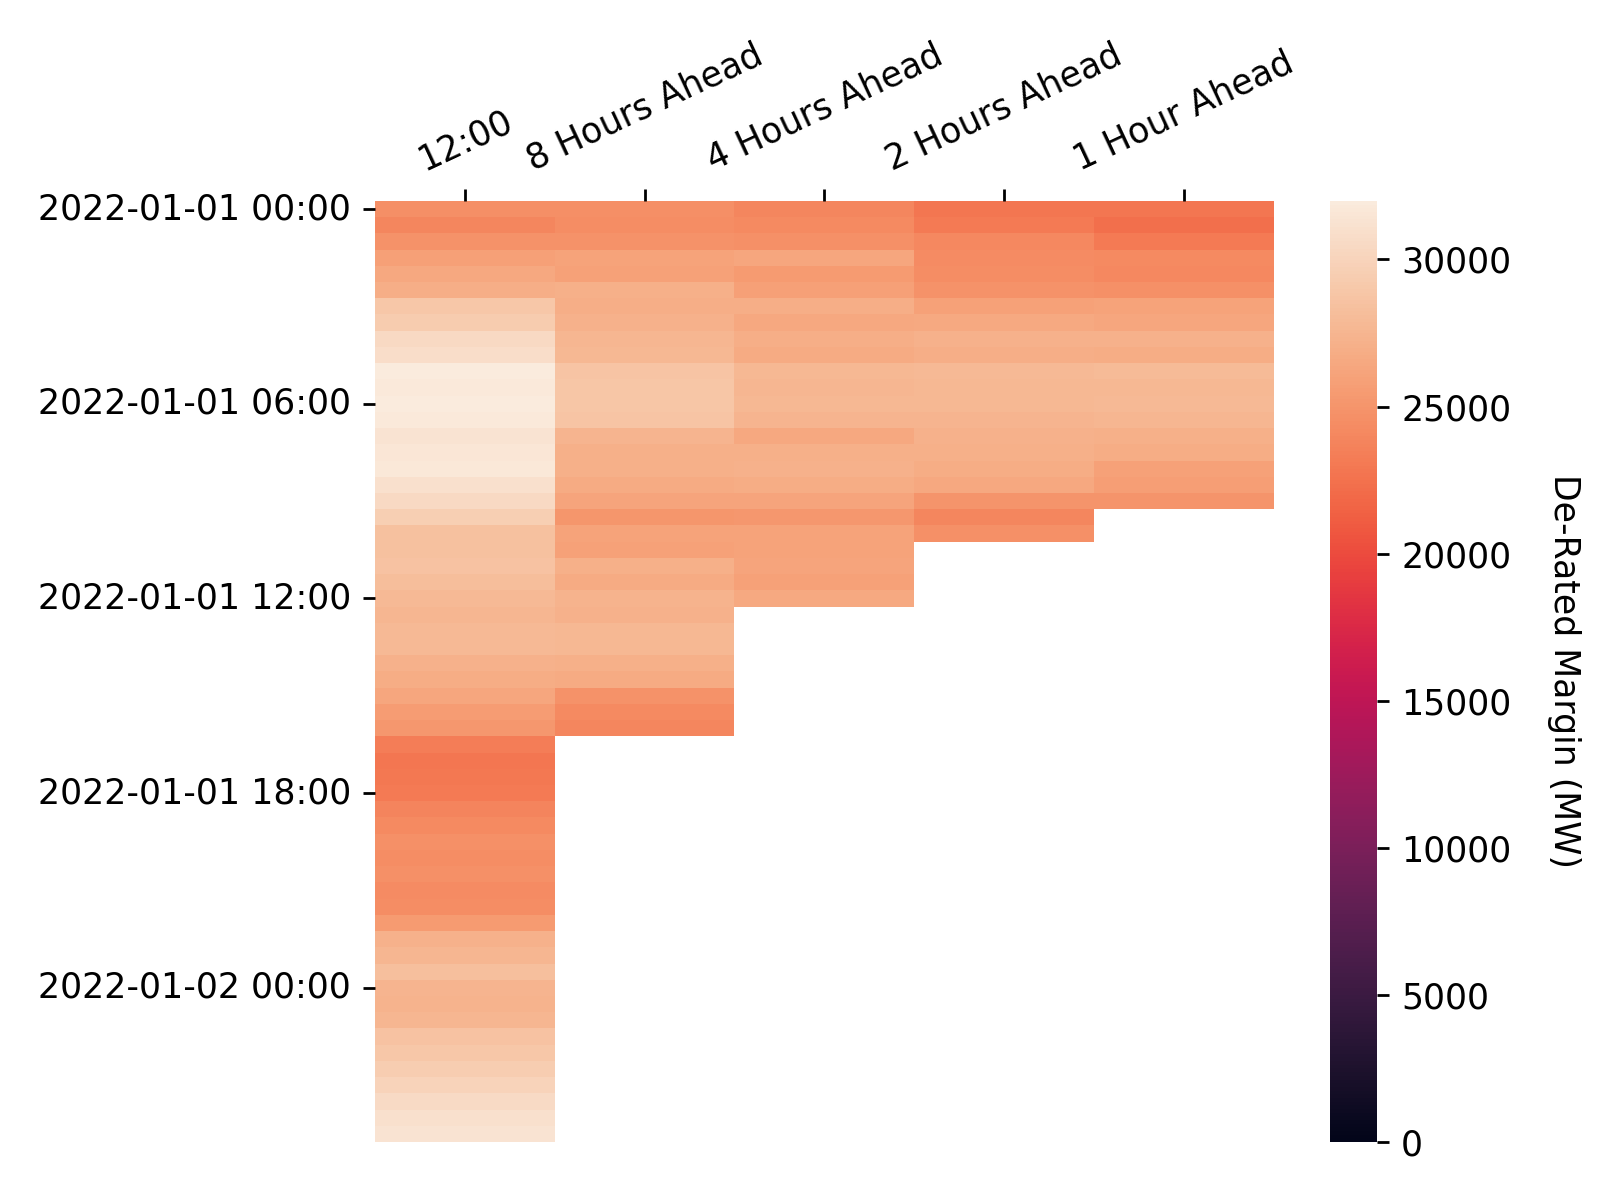 12:00
8 Hours Ahead
4 Hours Ahead
2 Hours Ahead
1 Hour Ahead
2022-01-01 00:00
2022-01-01 06:00
2022-01-01 12:00
2022-01-01 18:00
2022-01-02 00:00
30000
25000
20000
15000
10000
5000
0
De-Rated Margin (MW)